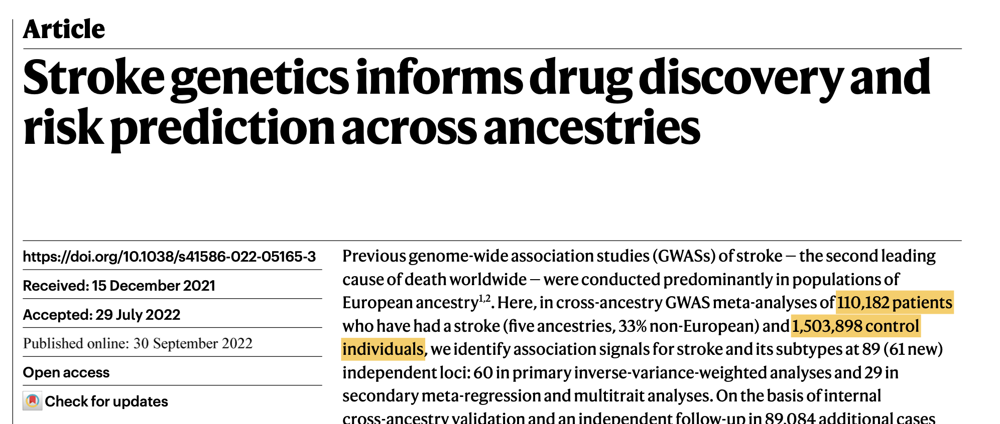 Article
Stroke genetics informs drug discovery and
risk prediction across ancestries
https://doi.org/10.1038/s41586-022-05165-3
Received: 15 December 2021
Accepted: 29 July 2022
Published online: 30 September 2022
Open access
Check for updates
Previous genome-wide association studies (GWASs) of stroke — the second leading
cause of death worldwide — were conducted predominantly in populations of
European ancestry1,2. Here, in cross-ancestry GWAS meta-analyses of 110,182 patients
who have had a stroke (five ancestries, 33% non-European) and 1,503,898 control
individuals, we identify association signals for stroke and its subtypes at 89 (61 new)
independent loci: 60 in primary inverse-variance-weighted analyses and 29 in
secondary meta-regression and multitrait analyses. On the basis of internal
cross-ancestry validation and an independent follow-up in 89,084 additional cases